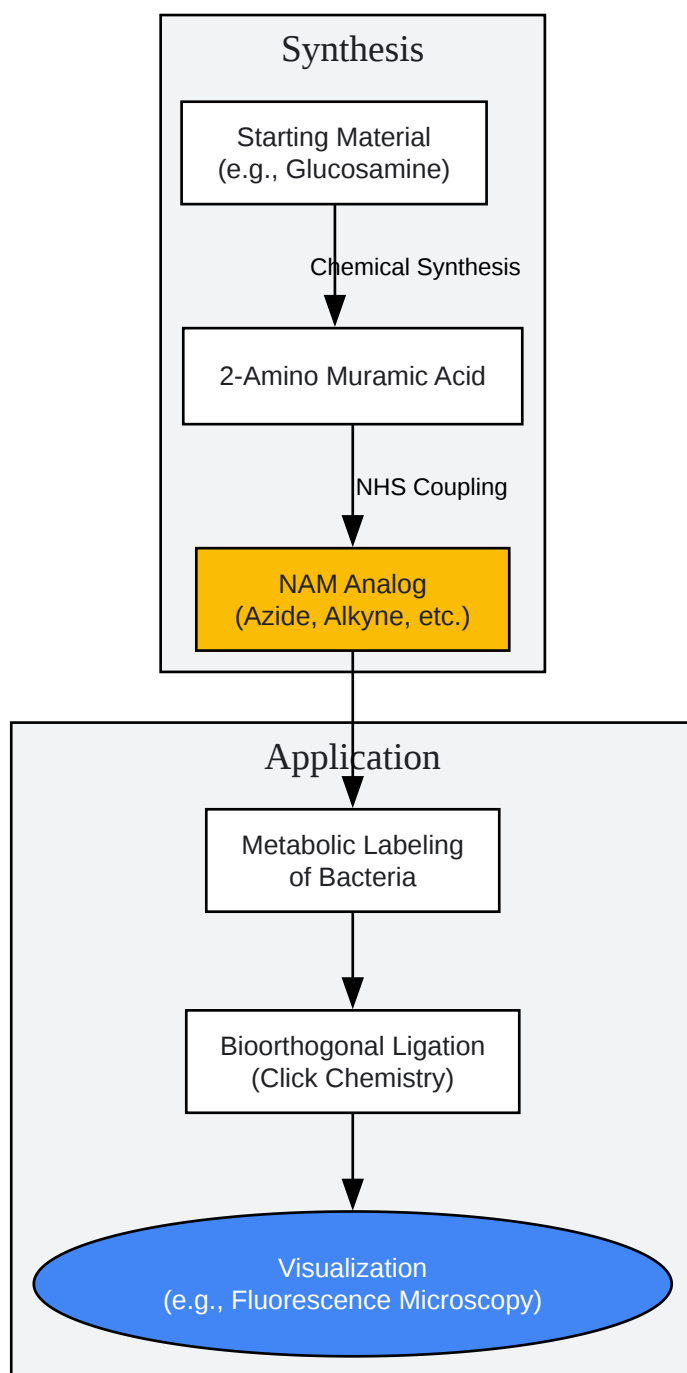 Synthesis
Starting Material
(e.g., Glucosamine)
Chemical Synthesis
2-Amino Muramic Acid
NHS Coupling
NAM Analog
(Azide, Alkyne, etc.)
Application
Metabolic Labeling
of Bacteria
Bioorthogonal Ligation
(Click Chemistry)
Visualization
(e.g., Fluorescence Microscopy)